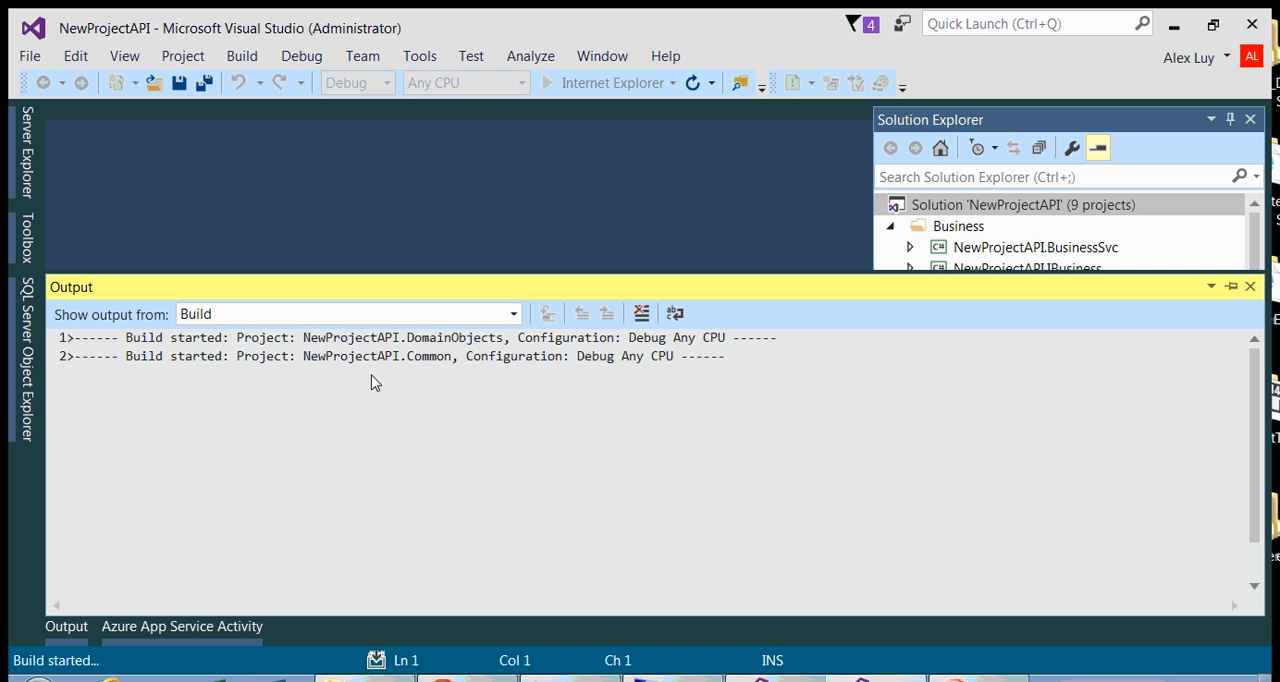 NewProjectAPI - Microsoft Visual Studio (Administrator)
4
Quick Launch (Ctrl+Q)
File Edit View Project Build Debug Team Tools Test Analyze Window Help
Alex Luy AL
Debug Any CPU Internet Explorer
Server Explorer
Toolbox
SQL Server Object Explorer
Solution Explorer
Search Solution Explorer (Ctrl+;)
Solution 'NewProjectAPI' (9 projects)
Business
C# NewProjectAPI.BusinessSvc
C# NewProjectAPI.IBusiness
Output
Show output from: Build
1>------ Build started: Project: NewProjectAPI.DomainObjects, Configuration: Debug Any CPU ------
2>------ Build started: Project: NewProjectAPI.Common, Configuration: Debug Any CPU ------
Output Azure App Service Activity
Build started... Ln 1 Col 1 Ch 1 INS